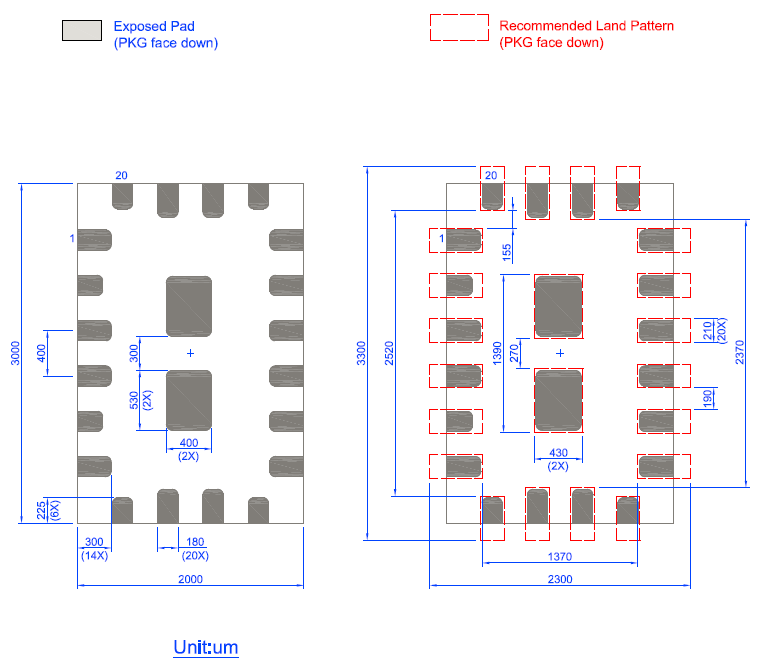 Exposed Pad
(PKG face down)
Recommended Land Pattern
(PKG face down)
20
1
3000
400
300
530
(2X)
400
(2X)
225
(6X)
300
(14X)
180
(20X)
2000
20
1
155
3300
2520
1390
270
210
(20X)
2370
190
430
(2X)
1370
2300
Unit:um